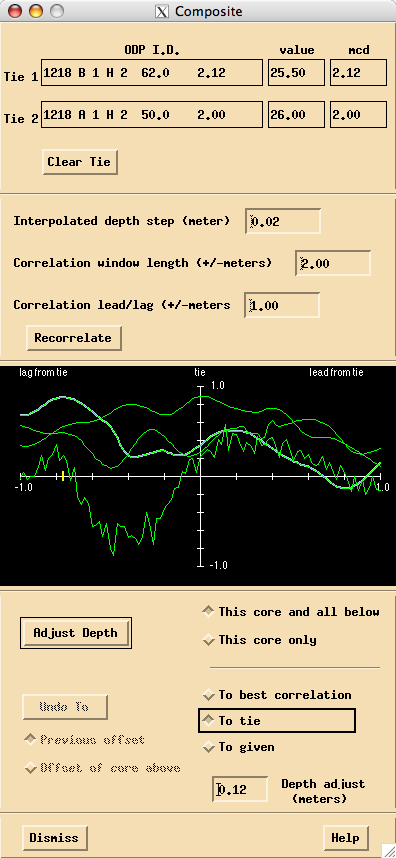 Composite
ODP I.D. value mcd
Tie 1 1218 B 1 H 2 62.0 2.12 25.50 2.12
Tie 2 1218 A 1 H 2 50.0 2.00 26.00 2.00
Clear Tie
Interpolated depth step (meter) 0.02
Correlation window length (+/-meters) 2.00
Correlation lead/lag (+/-meters 1.00
Recorrelate
lag from tie tie lead from tie
1.0
-1.0 1.0
-1.0
This core and all below
Adjust Depth
This core only
To best correlation
Undo To
To tie
Previous offset
To given
Offset of core above
0.12 Depth adjust
(meters)
Dismiss Help